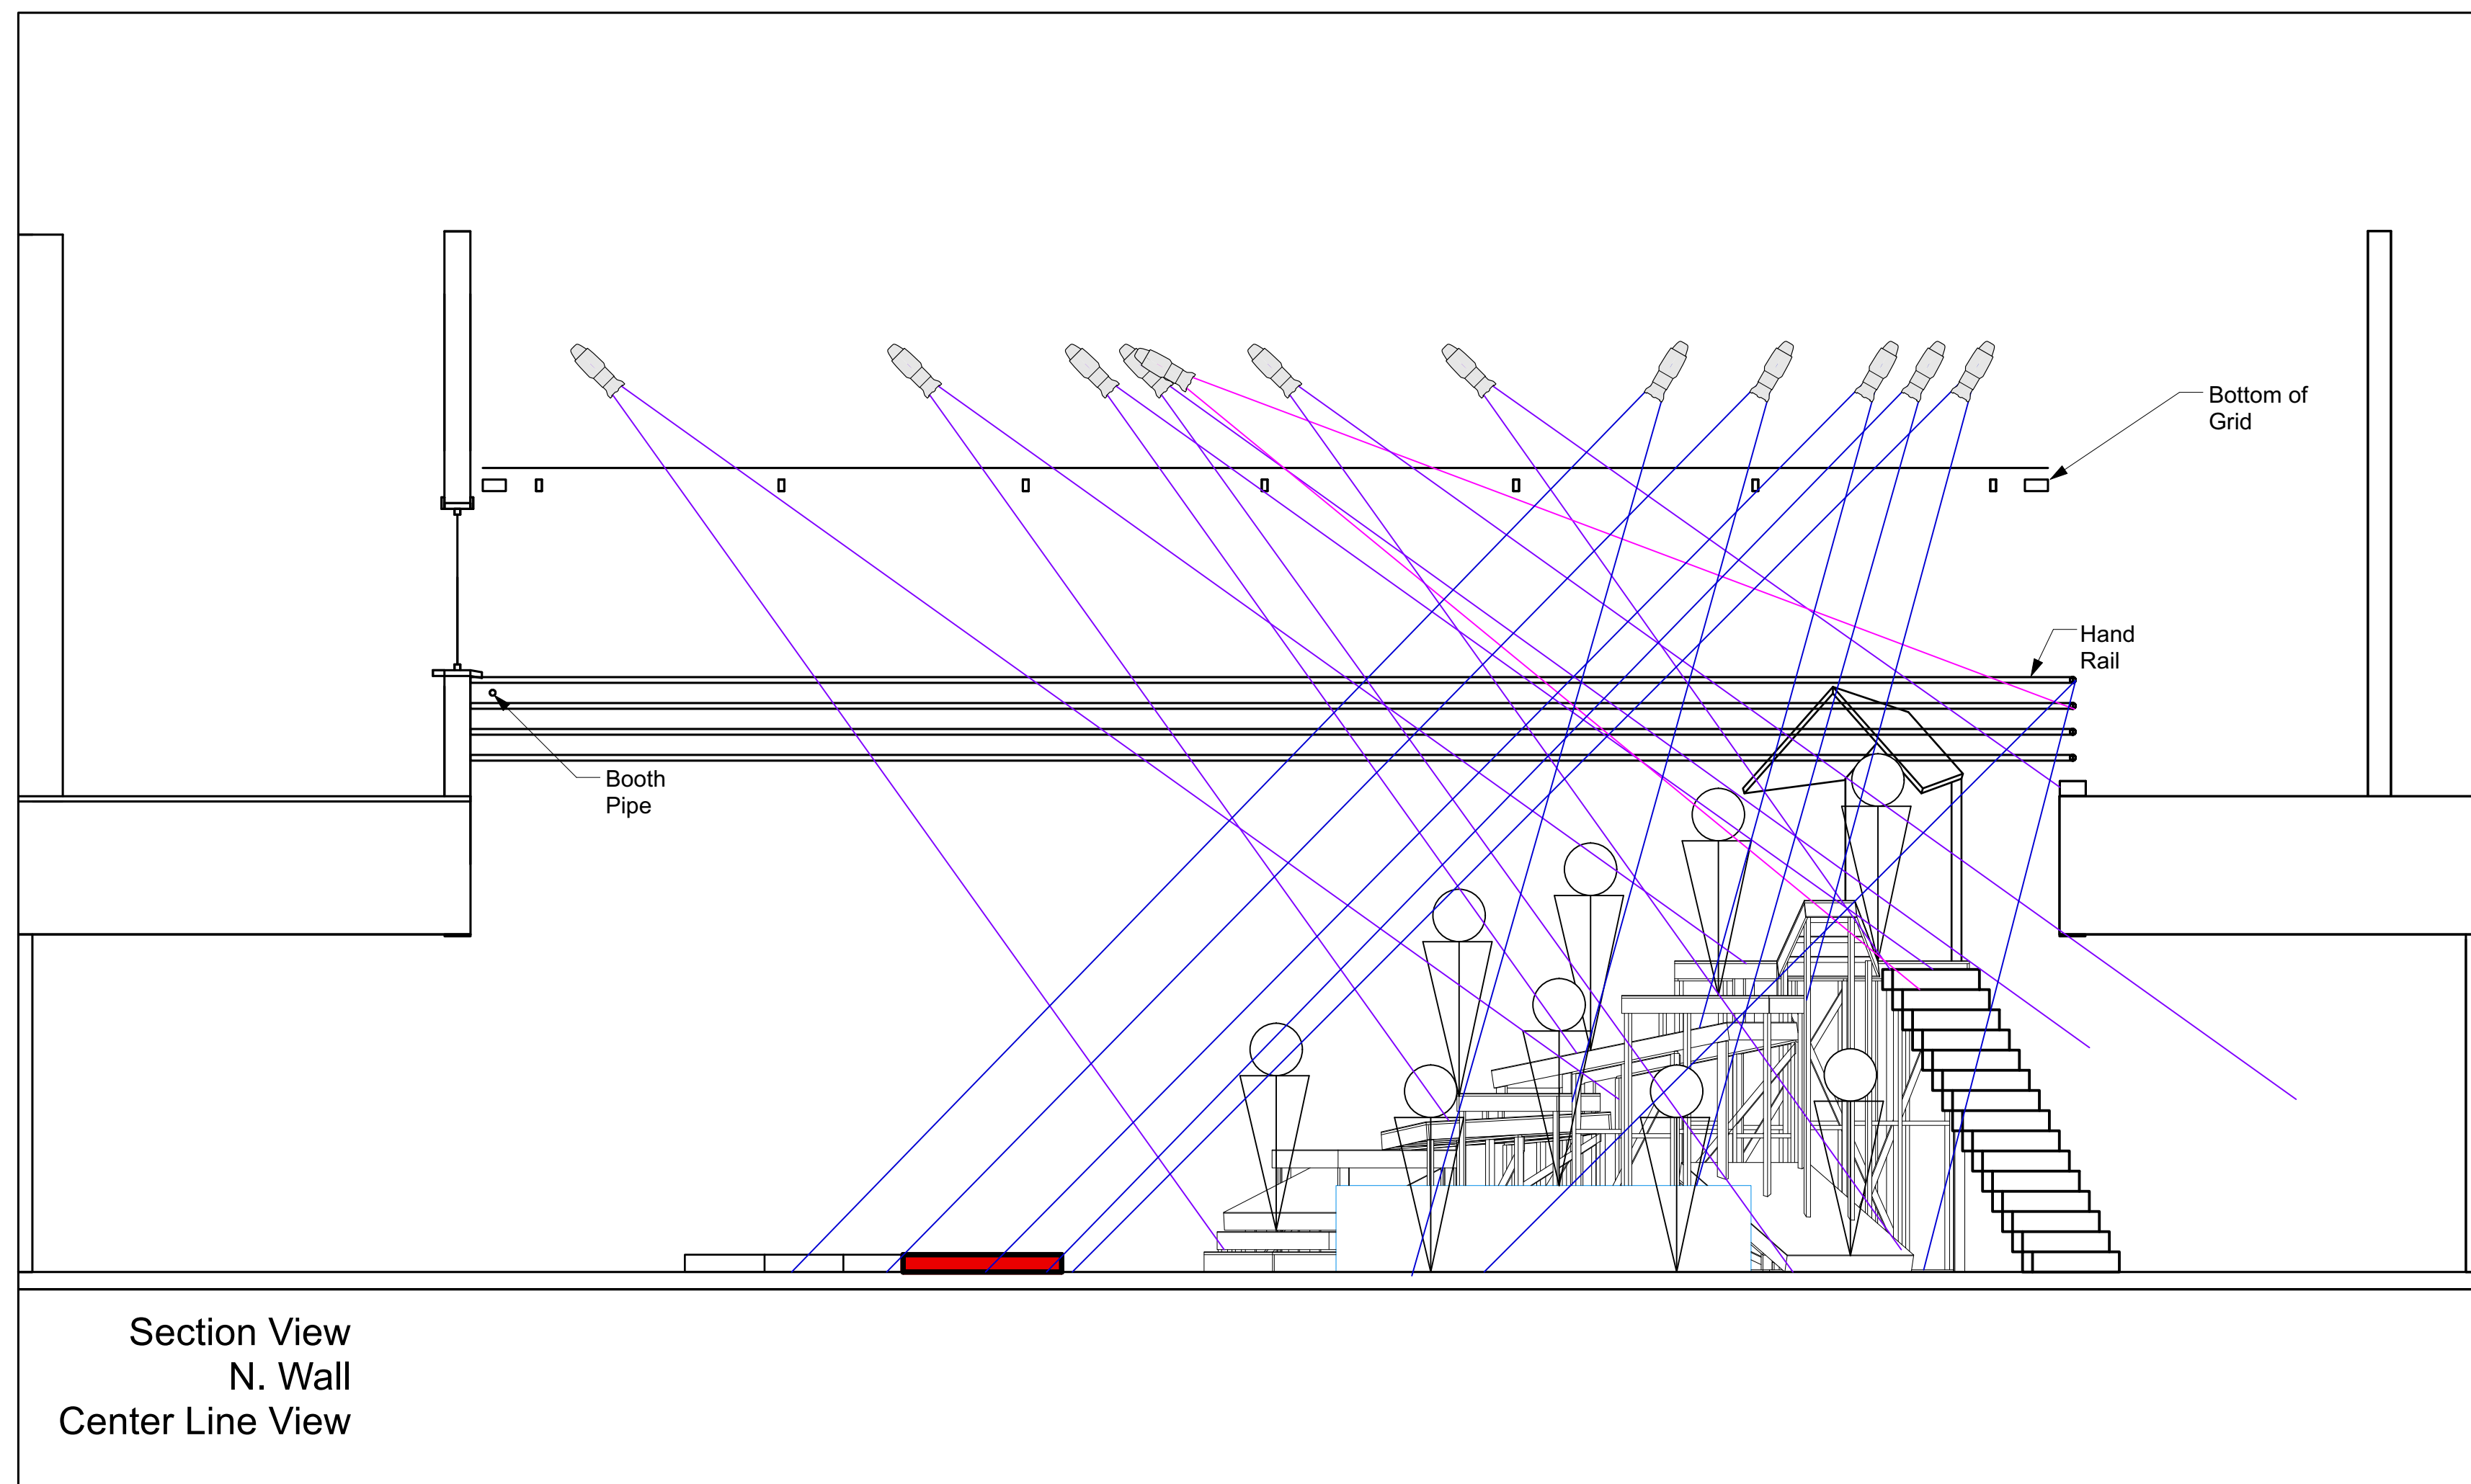 Bottom of
Grid
Hand
Rail
Booth
Pipe
Section View
N. Wall
Center Line View